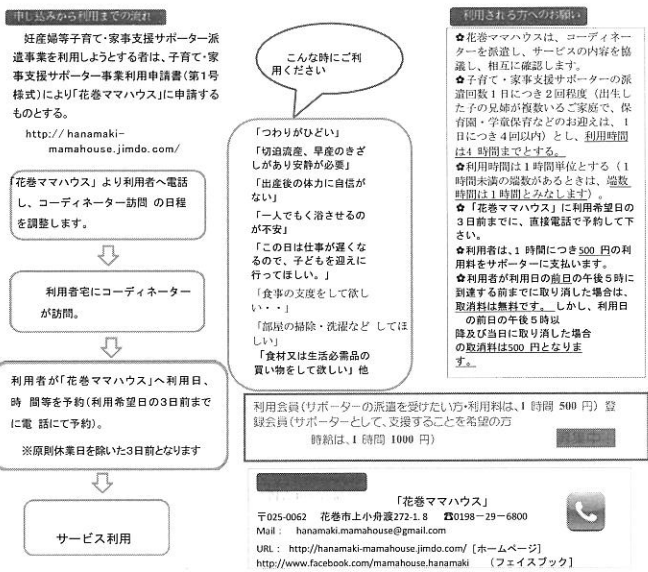 申し込みから利用までの流れ
妊産婦等子育て・家事支援サポーター派
遣事業を利用しようとする者は、子育て・家
事支援サポーター事業利用申請書(第1号
様式)により「花巻ママハウス」に申請する
ものとする。
http://hanamaki-
mamahouse.jimdo.com/
「花巻ママハウス」より利用者へ電話
し、コーディネーター訪問 の日程
を調整します。
利用者宅にコーディネーター
が訪問。
利用者が「花巻ママハウス」へ利用日、
時 間等を予約(利用希望日の3日前まで
に電 話にて予約)。
※原則休業日を除いた3日前となります
サービス利用
こんな時にご利
用ください
「つわりがひどい」
「切迫流産、早産のきざ
しがあり安静が必要」
「出産後の体力に自信が
ない」
「一人でもく浴させるの
が不安」
「この日は仕事が遅くな
るので、子どもを迎えに
行ってほしい。」
「食事の支度をして欲し
い・・」
「部屋の掃除・洗濯など してほ
しい」
「食材又は生活必需品の
買い物をして欲しい」他
利用される方へのお願い
✿花巻ママハウスは、コーディネー
ターを派遣し、サービスの内容を協
議し、相互に確認します。
✿子育て・家事支援サポーターの派
遣回数1日につき2回程度(出生し
た子の兄姉が複数いるご家庭で、保
育園・学童保育などのお迎えは、1
日につき4回以内)とし、利用時間
は4 時間までとする。
✿利用時間は1時間単位とする(1
時間未満の端数があるときは、端数
時間は1時間とみなします)。
✿「花巻ママハウス」に利用希望日の
3日前までに、直接電話で予約して下
さい。
✿利用者は、1 時間につき500 円の利
用料をサポーターに支払います。
✿利用者が利用日の前日の午後5時に
到達する前までに取り消した場合は、
取消料は無料です。しかし、利用日
の前日の午後5時以
降及び当日に取り消した場合
の取消料は500 円となりま
す。
利用会員(サポーターの派遣を受けたい方・利用料は、1 時間 500 円) 登
録会員(サポーターとして、支援することを希望の方
時給は、1 時間 1000 円)
「花巻ママハウス」
〒025-0062 花巻市上小舟渡272-1. 8 ☎0198-29-6800
Mail : hanamaki.mamahouse@gmail.com
URL : http://hanamaki-mamahouse.jimdo.com/ [ホームページ]
http://www.facebook.com/mamahouse.hanamaki (フェイスブック]